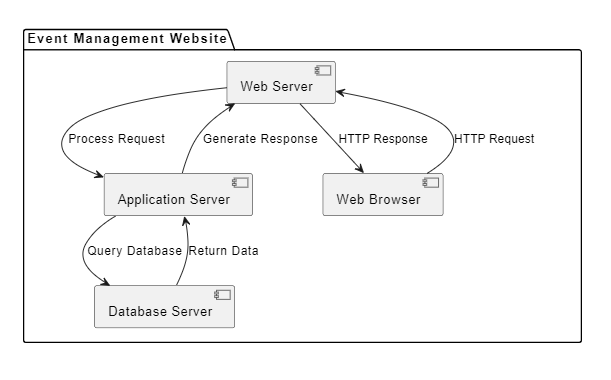 Event Management Website
Web Server
Process Request
Generate Response
HTTP Response
HTTP Request
Application Server
Web Browser
Query Database
Return Data
Database Server